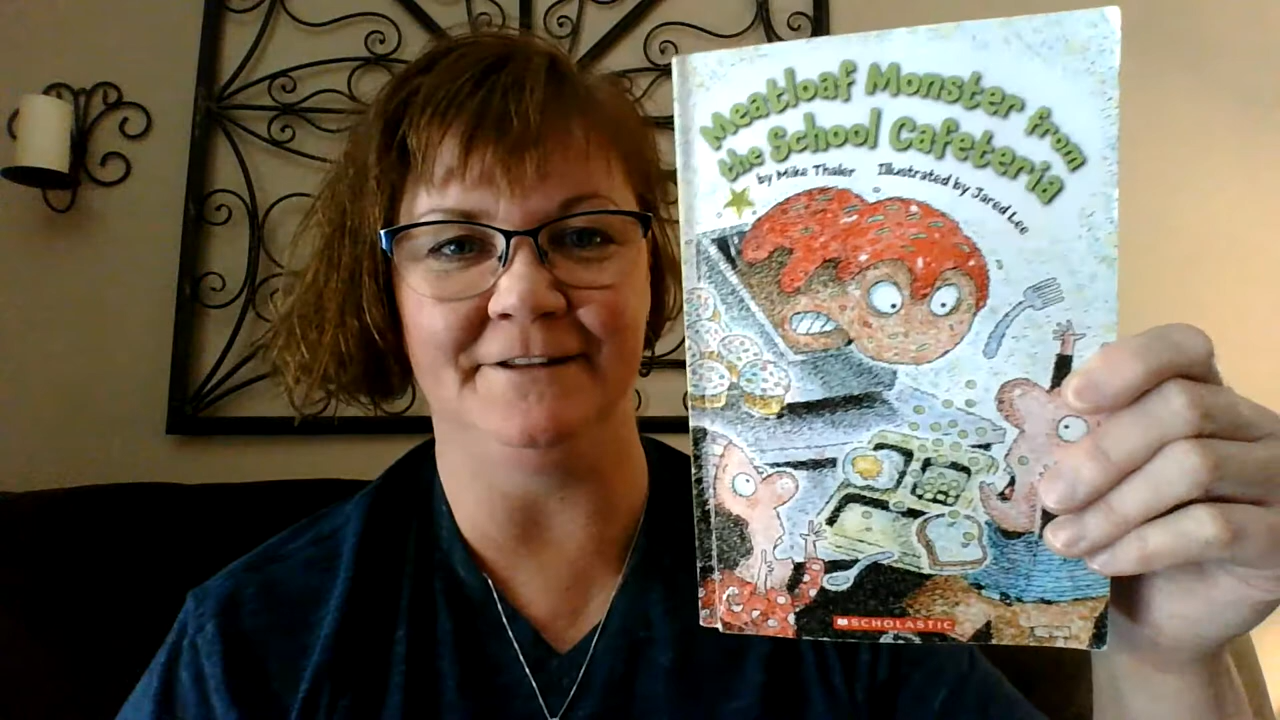 Meatloaf Monster from
the School Cafeteria
by Mike Thaler Illustrated by Jared Lee
SCHOLASTIC